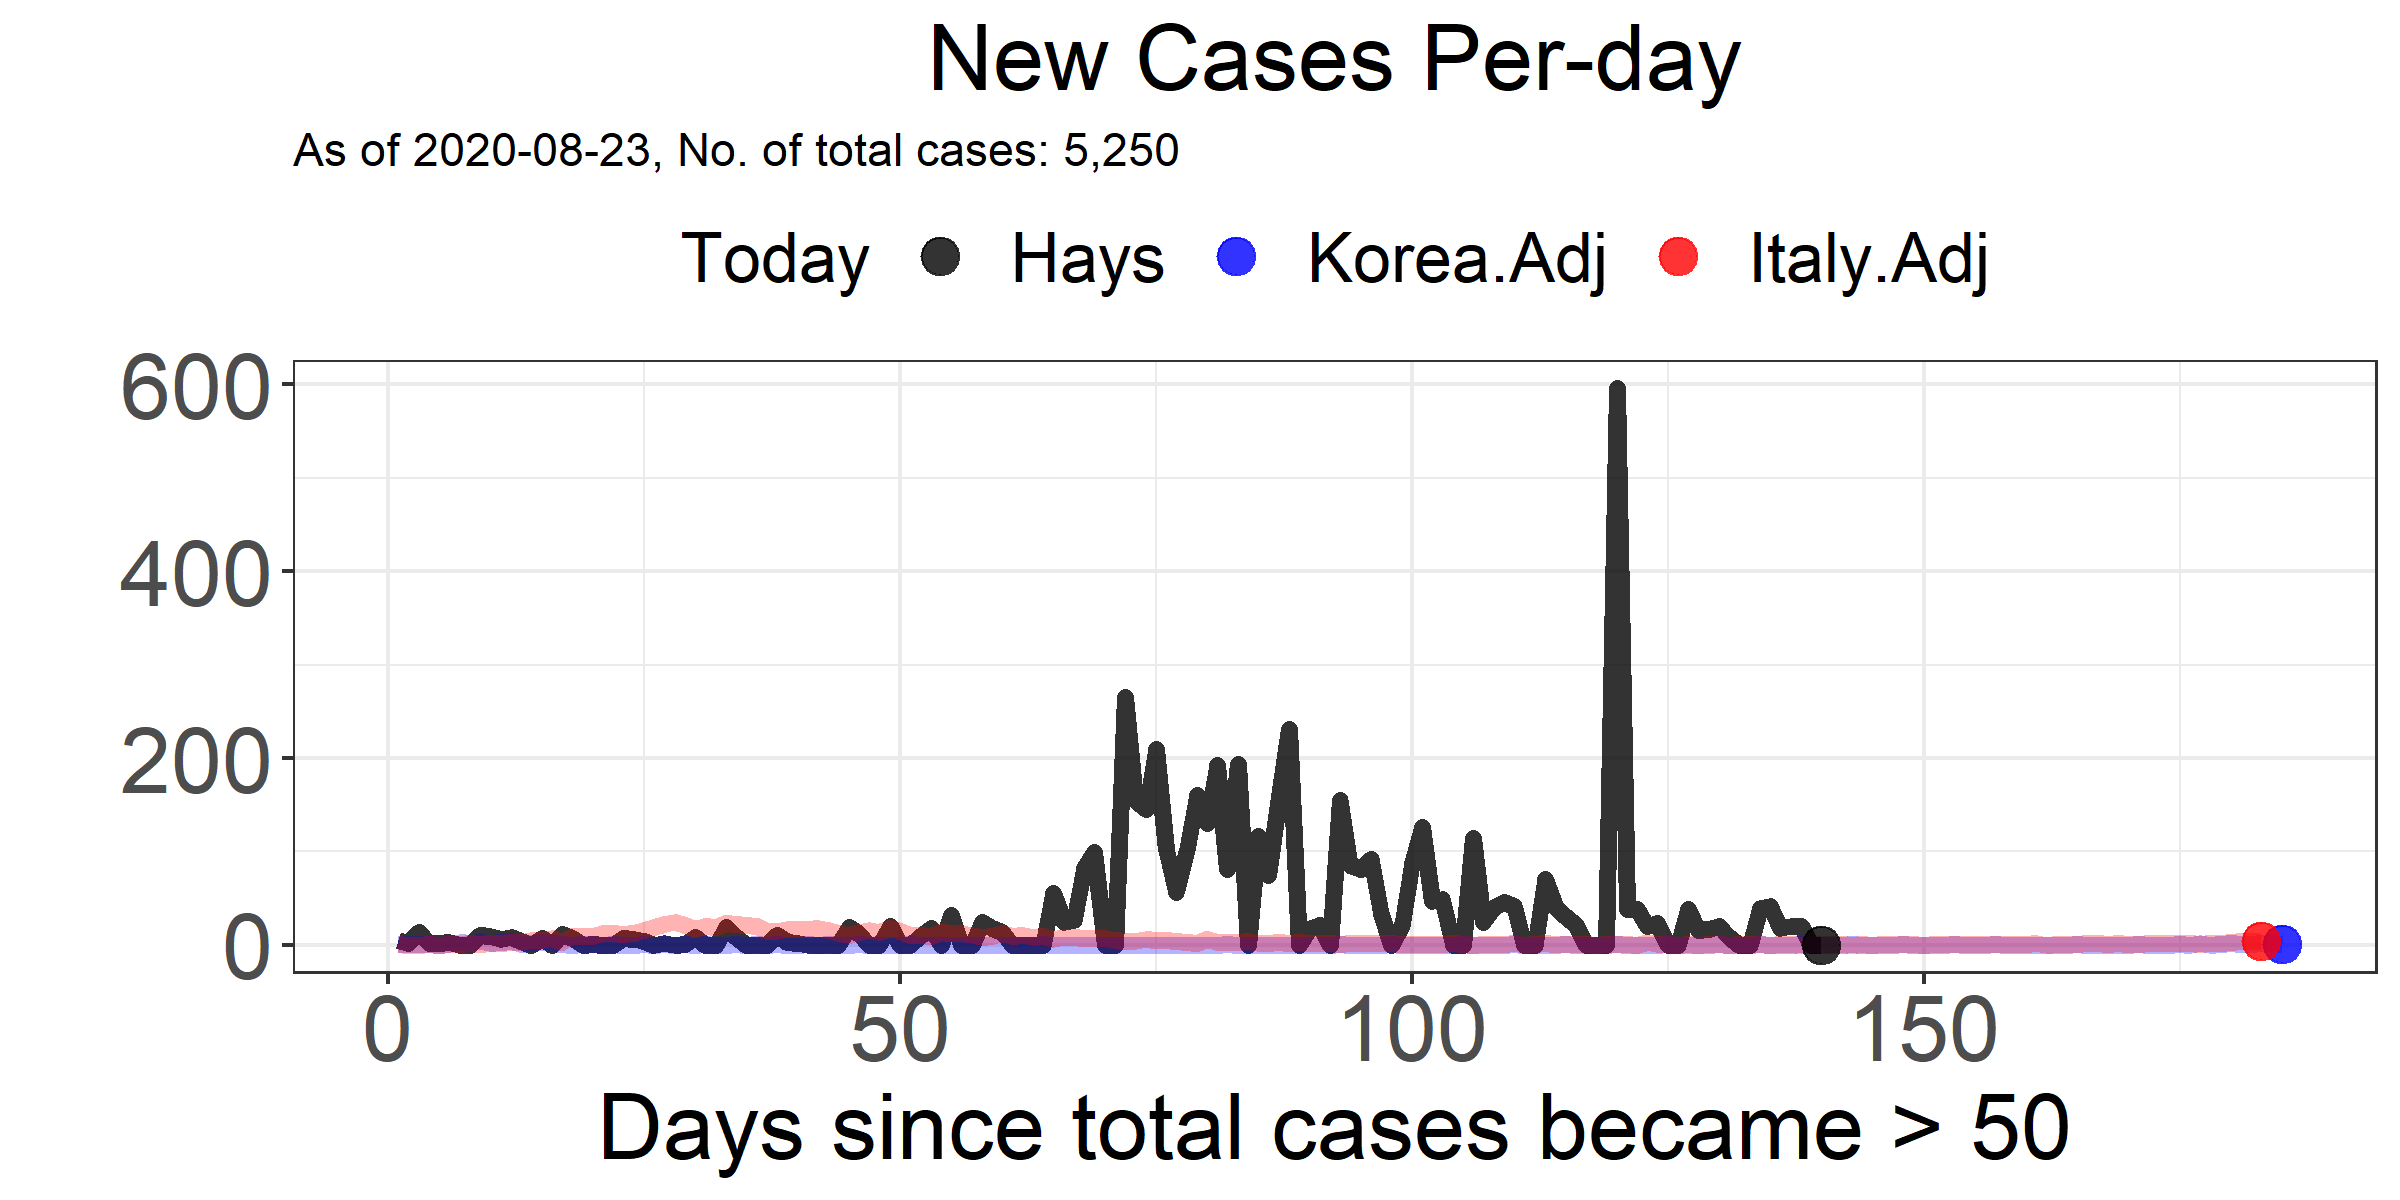 New Cases Per-day
As of 2020-08-23, No. of total cases: 5,250
Today Hays Korea.Adj Italy.Adj
600
400
200
0
0 50 100 150
Days since total cases became > 50